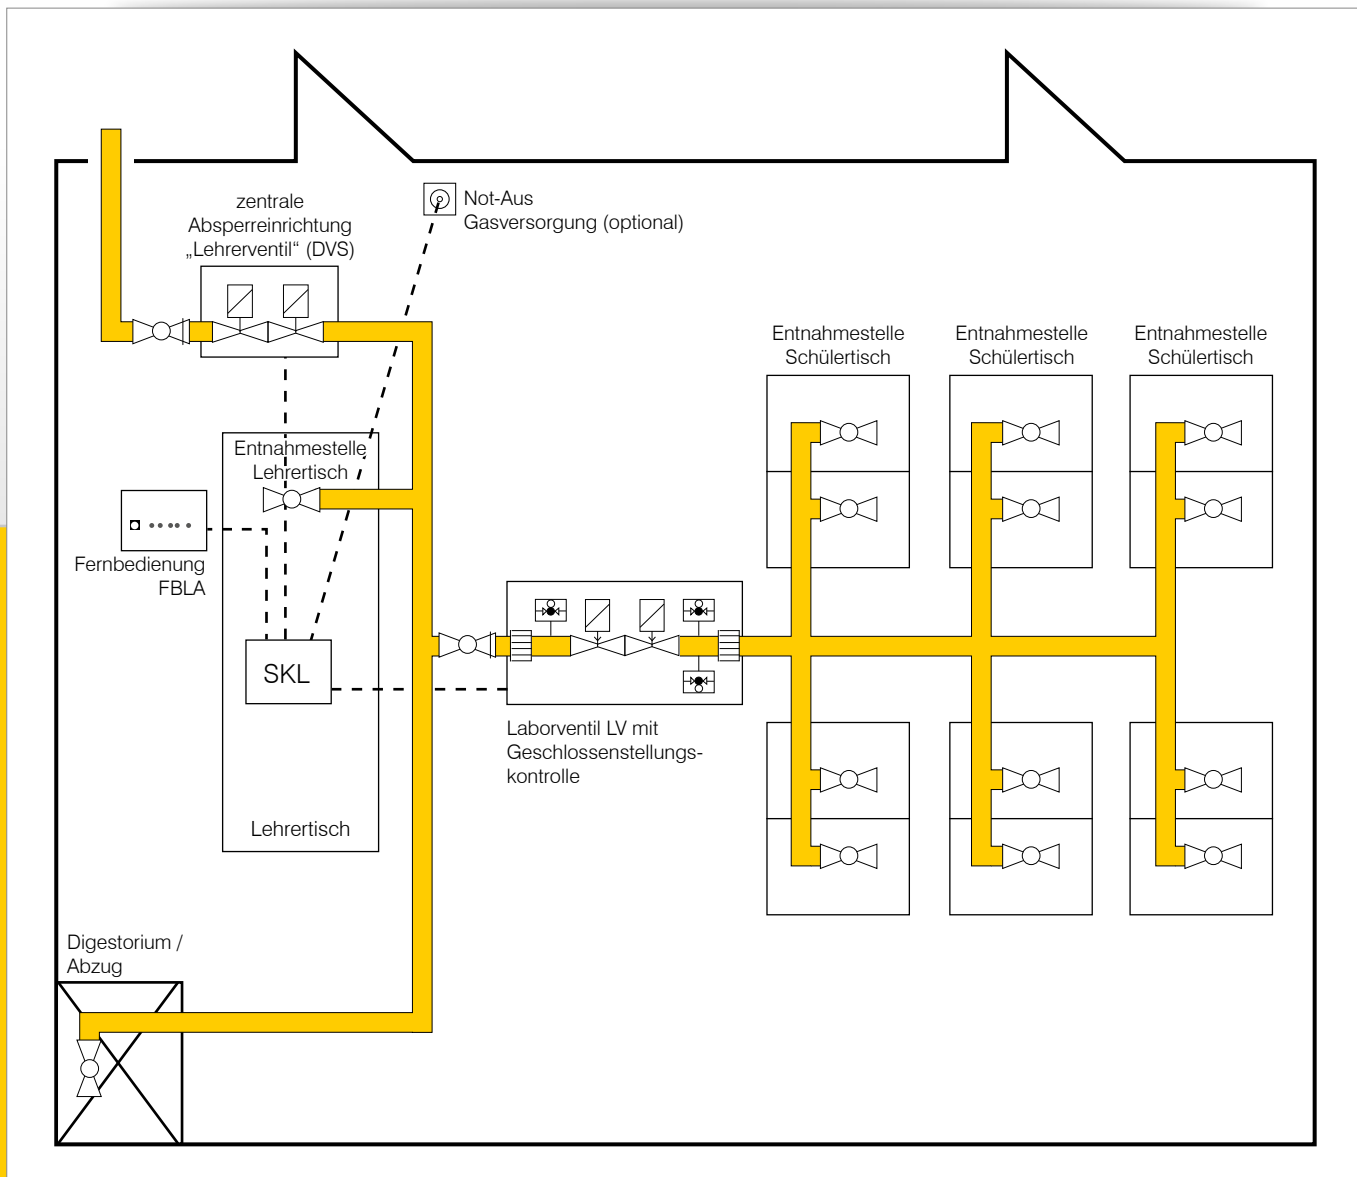 zentrale
Absperreinrichtung
„Lehrerventil“ (DVS)
Not-Aus
Gasversorgung (optional)
Entnahmestelle
Schülertisch
Entnahmestelle
Schülertisch
Entnahmestelle
Schülertisch
Entnahmestelle
Lehrertisch
Fernbedienung
FBLA
SKL
Laborventil LV mit
Geschlossenstellungs-
kontrolle
Lehrertisch
Digestorium /
Abzug